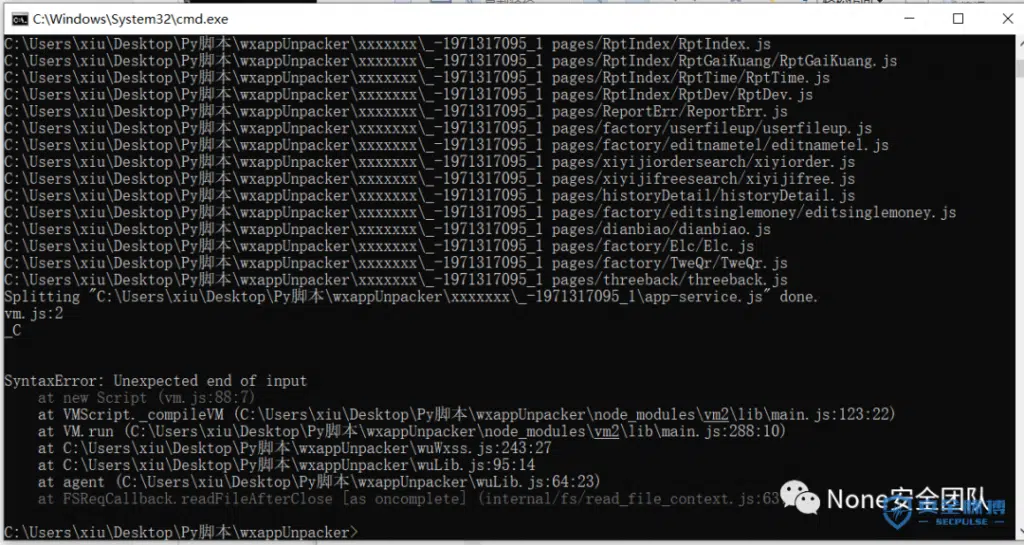 C:\Windows\System32\cmd.exe
C:\Users\xiu\Desktop\Py脚本\wxappUnpacker\xxxxxxx\_-1971317095_1 pages/RptIndex/RptIndex.js
C:\Users\xiu\Desktop\Py脚本\wxappUnpacker\xxxxxxx\_-1971317095_1 pages/RptIndex/RptGaiKuang/RptGaiKuang.js
C:\Users\xiu\Desktop\Py脚本\wxappUnpacker\xxxxxxx\_-1971317095_1 pages/RptIndex/RptTime/RptTime.js
C:\Users\xiu\Desktop\Py脚本\wxappUnpacker\xxxxxxx\_-1971317095_1 pages/RptIndex/RptDev/RptDev.js
C:\Users\xiu\Desktop\Py脚本\wxappUnpacker\xxxxxxx\_-1971317095_1 pages/ReportErr/ReportErr.js
C:\Users\xiu\Desktop\Py脚本\wxappUnpacker\xxxxxxx\_-1971317095_1 pages/factory/userfileup/userfileup.js
C:\Users\xiu\Desktop\Py脚本\wxappUnpacker\xxxxxxx\_-1971317095_1 pages/factory/editnametel/editnametel.js
C:\Users\xiu\Desktop\Py脚本\wxappUnpacker\xxxxxxx\_-1971317095_1 pages/xiyijiordersearch/xiyiorder.js
C:\Users\xiu\Desktop\Py脚本\wxappUnpacker\xxxxxxx\_-1971317095_1 pages/xiyijifreesearch/xiyijifree.js
C:\Users\xiu\Desktop\Py脚本\wxappUnpacker\xxxxxxx\_-1971317095_1 pages/historyDetail/historyDetail.js
C:\Users\xiu\Desktop\Py脚本\wxappUnpacker\xxxxxxx\_-1971317095_1 pages/factory/editsinglemoney/editsinglemoney.js
C:\Users\xiu\Desktop\Py脚本\wxappUnpacker\xxxxxxx\_-1971317095_1 pages/dianbiao/dianbiao.js
C:\Users\xiu\Desktop\Py脚本\wxappUnpacker\xxxxxxx\_-1971317095_1 pages/factory/Elc/Elc.js
C:\Users\xiu\Desktop\Py脚本\wxappUnpacker\xxxxxxx\_-1971317095_1 pages/factory/TweQr/TweQr.js
C:\Users\xiu\Desktop\Py脚本\wxappUnpacker\xxxxxxx\_-1971317095_1 pages/threeback/threeback.js
Splitting "C:\Users\xiu\Desktop\Py脚本\wxappUnpacker\xxxxxxx\_-1971317095_1\app-service.js" done.
vm.js:2
_C
SyntaxError: Unexpected end of input
at new Script (vm.js:88:7)
at VMScript._compileVM (C:\Users\xiu\Desktop\Py脚本\wxappUnpacker\node_modules\vm2\lib\main.js:123:22)
at VM.run (C:\Users\xiu\Desktop\Py脚本\wxappUnpacker\node_modules\vm2\lib\main.js:288:10)
at C:\Users\xiu\Desktop\Py脚本\wxappUnpacker\wuWxss.js:243:27
at C:\Users\xiu\Desktop\Py脚本\wxappUnpacker\wuLib.js:95:14
at agent (C:\Users\xiu\Desktop\Py脚本\wxappUnpacker\wuLib.js:64:23)
at FSReqCallback.readFileAfterClose [as oncomplete] (internal/fs/read_file_context.js:63
None安全团队
SECPULSE
C:\Users\xiu\Desktop\Py脚本\wxappUnpacker>